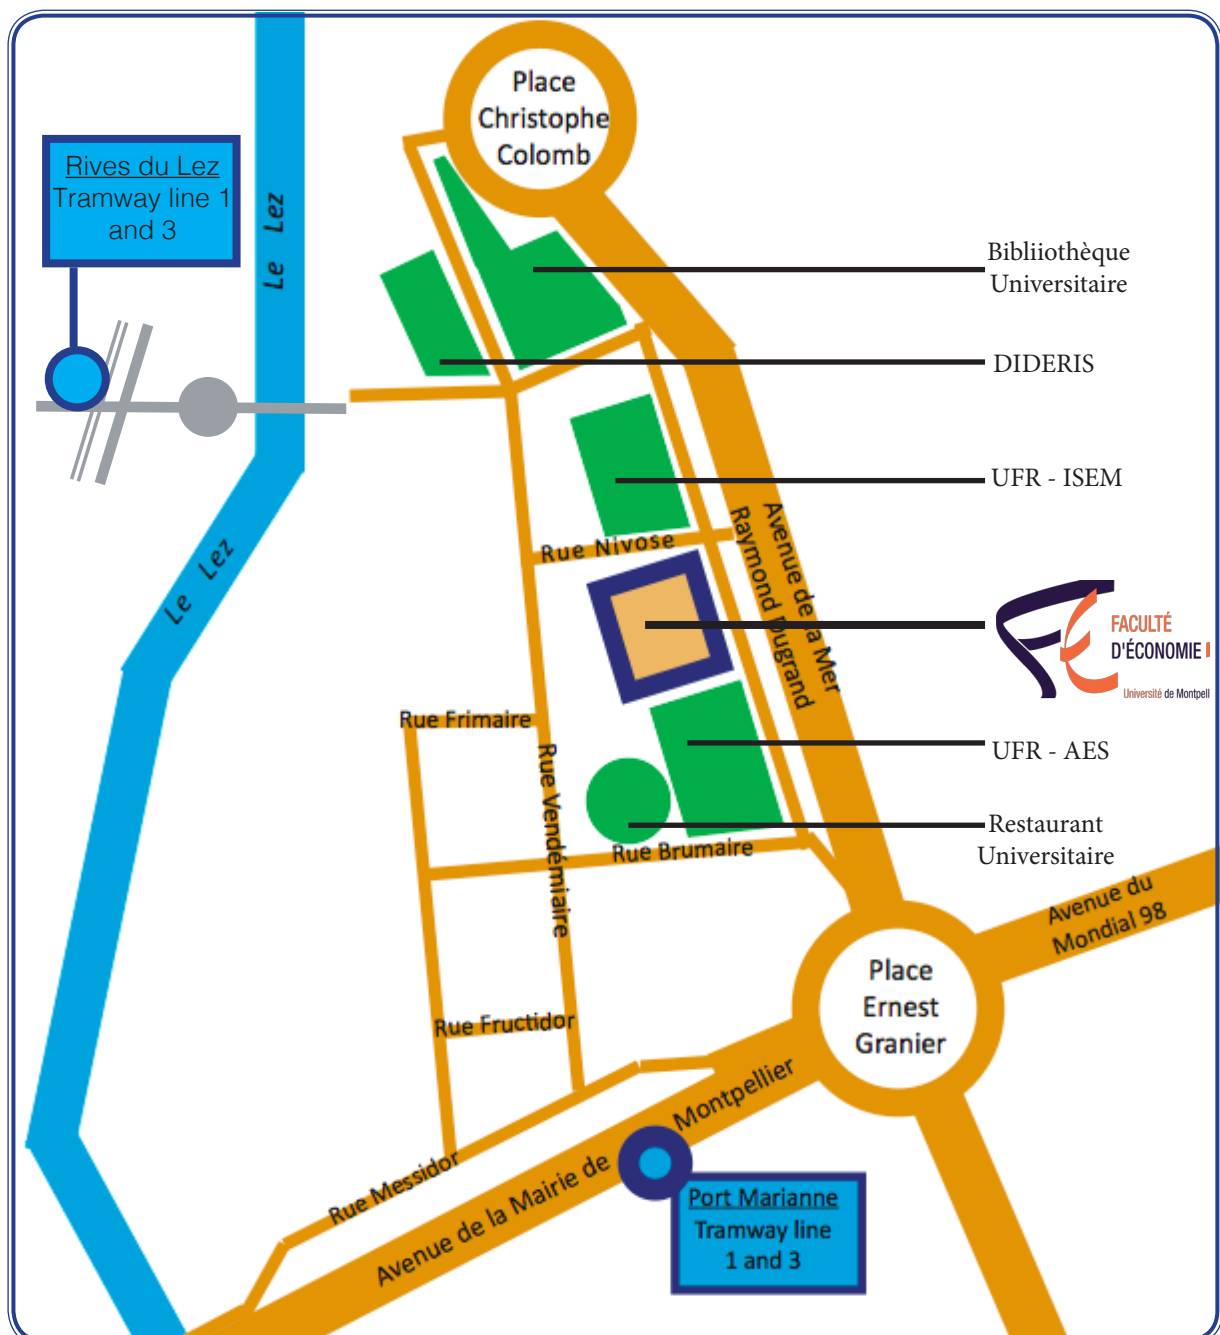 Place
Christophe
Colomb
Rives du Lez
Tramway line 1
and 3
Le Lez
Bibliiothèque
Universitaire
DIDERIS
UFR - ISEM
Rue Nivose
Avenue de la Mer
Raymond Dugrand
Le Lez
FACULTÉ
D'ÉCONOMIE
Université de Montpell
Rue Frimaire
Rue Vendémiaire
UFR - AES
Restaurant
Universitaire
Rue Brumaire
Avenue du
Mondial 98
Place
Ernest
Granier
Rue Fructidor
Rue Messidor
Avenue de la Mairie de Montpellier
Port Marianne
Tramway line
1 and 3